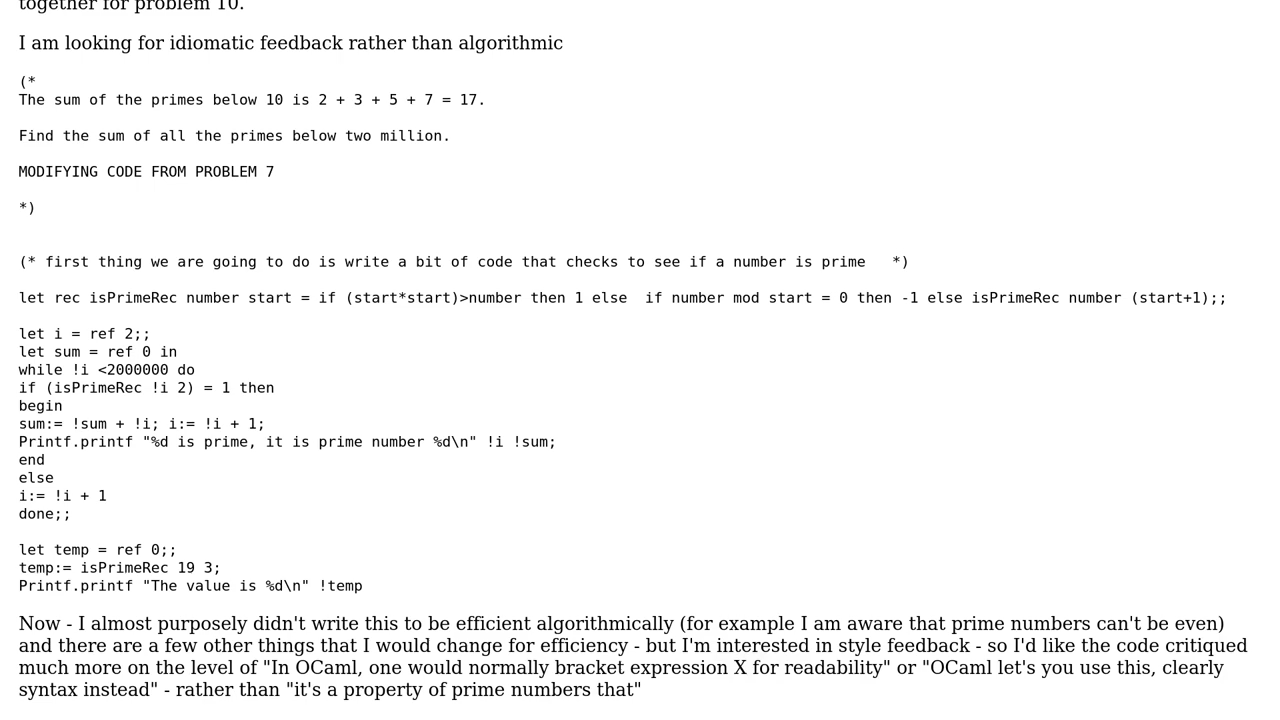 together for problem 10.
I am looking for idiomatic feedback rather than algorithmic
(*
The sum of the primes below 10 is 2 + 3 + 5 + 7 = 17.
Find the sum of all the primes below two million.
MODIFYING CODE FROM PROBLEM 7
*)
(* first thing we are going to do is write a bit of code that checks to see if a number is prime   *)
let rec isPrimeRec number start = if (start*start)>number then 1 else  if number mod start = 0 then -1 else isPrimeRec number (start+1);;
let i = ref 2;;
let sum = ref 0 in
while !i <2000000 do
if (isPrimeRec !i 2) = 1 then
begin
sum:= !sum + !i; i:= !i + 1;
Printf.printf "%d is prime, it is prime number %d\n" !i !sum;
end
else
i:= !i + 1
done;;
let temp = ref 0;;
temp:= isPrimeRec 19 3;
Printf.printf "The value is %d\n" !temp
Now - I almost purposely didn't write this to be efficient algorithmically (for example I am aware that prime numbers can't be even)
and there are a few other things that I would change for efficiency - but I'm interested in style feedback - so I'd like the code critiqued
much more on the level of "In OCaml, one would normally bracket expression X for readability" or "OCaml let's you use this, clearly
syntax instead" - rather than "it's a property of prime numbers that"